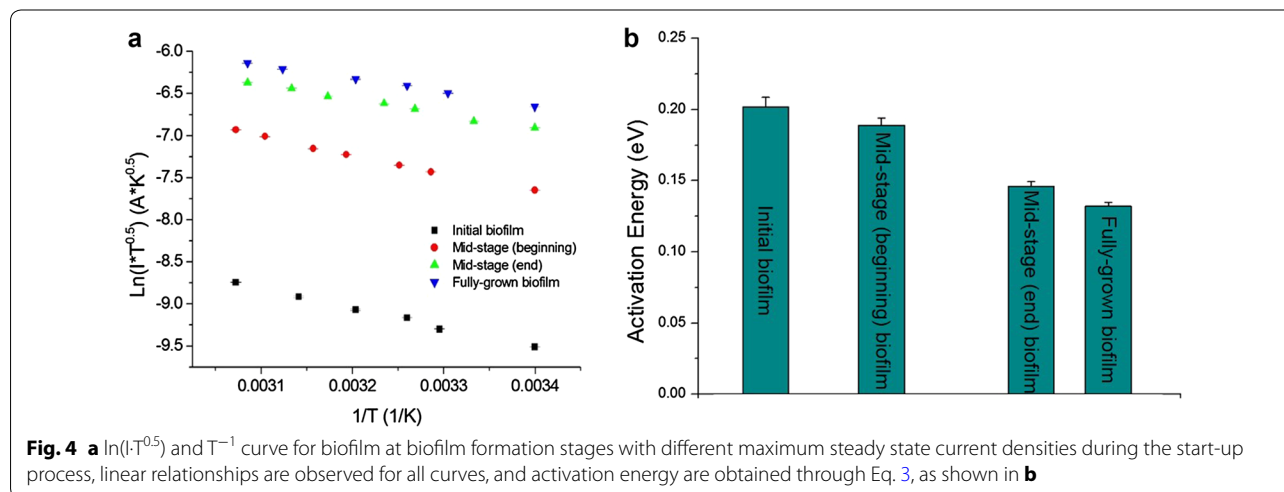 a
-6.0
-6.5
-7.0
-7.5
-8.0
-8.5
-9.0
-9.5
Ln(I*T^0.5) (A*K^0.5)
Initial biofilm
Mid-stage (beginning)
Mid-stage (end)
Fully-grown biofilm
0.0031
0.0032
0.0033
0.0034
1/T (1/K)
b
0.25
0.20
0.15
0.10
0.05
0.00
Activation Energy (eV)
Initial biofilm
Mid-stage (beginning) biofilm
Mid-stage (end) biofilm
Fully-grown biofilm
Fig. 4 a ln(I·T^0.5) and T^−1 curve for biofilm at biofilm formation stages with different maximum steady state current densities during the start-up
process, linear relationships are observed for all curves, and activation energy are obtained through Eq. 3, as shown in b